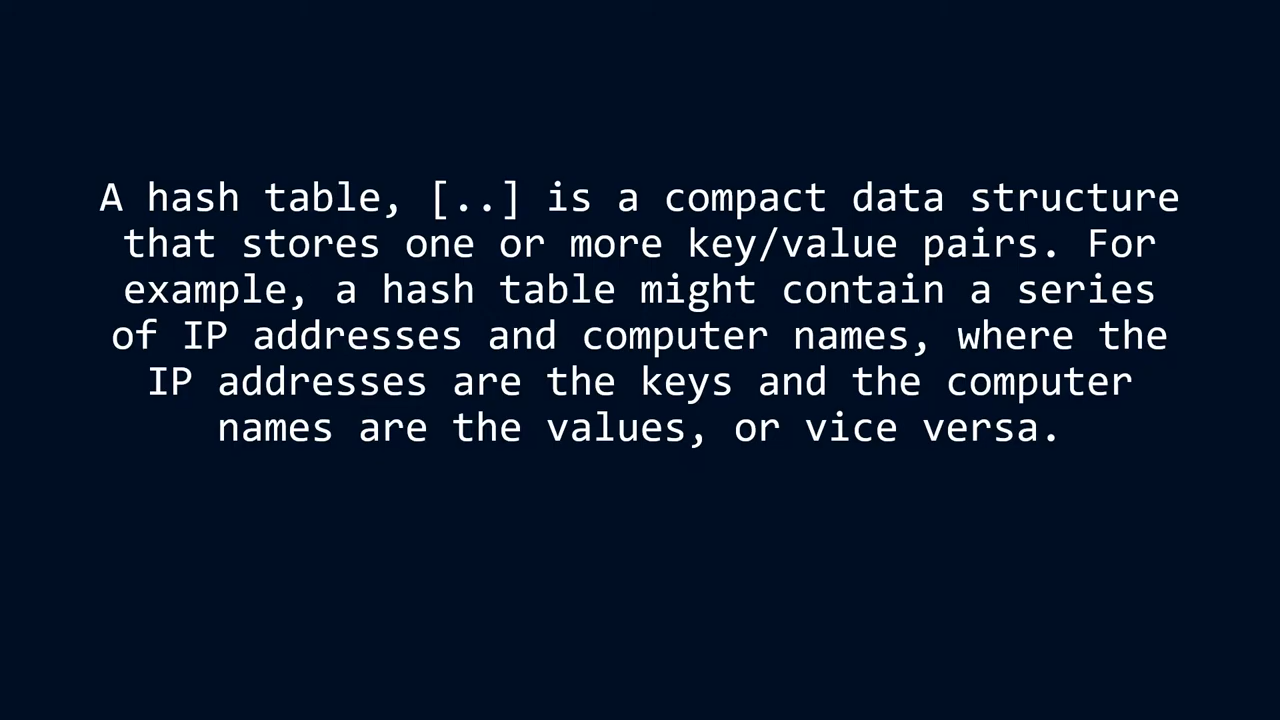 A hash table, [..] is a compact data structure
that stores one or more key/value pairs. For
example, a hash table might contain a series
of IP addresses and computer names, where the
IP addresses are the keys and the computer
names are the values, or vice versa.